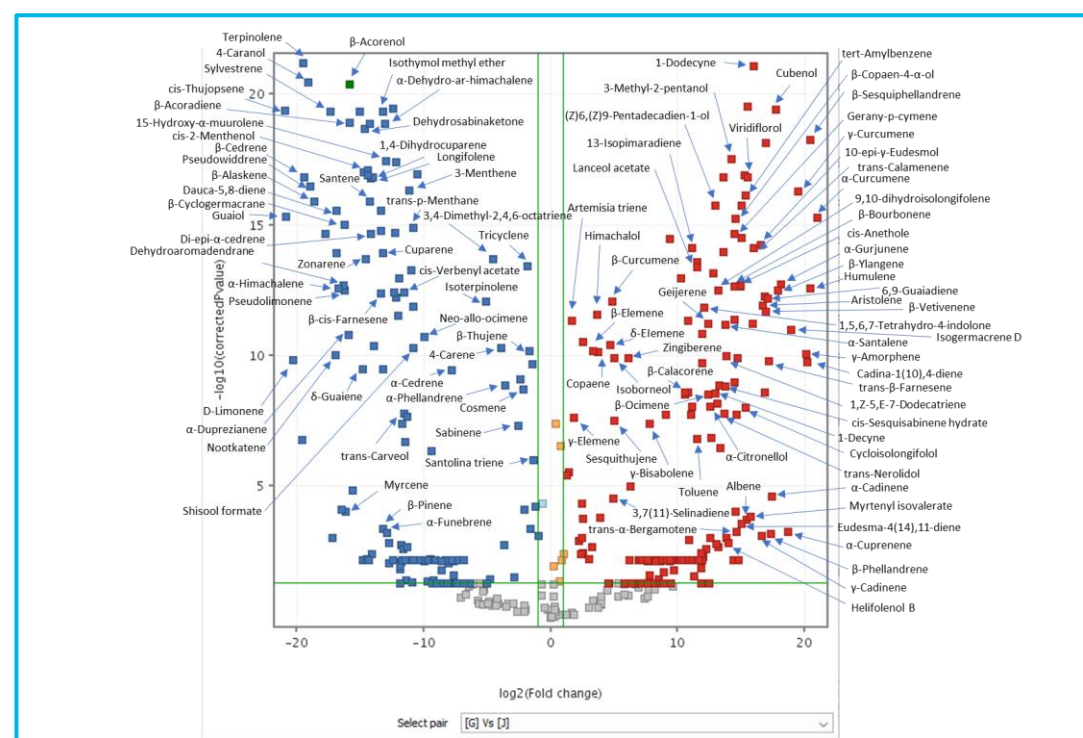 Terpinolene
4-Caranol
Sylvestrene
β-Acorenol
Isothymol methyl ether
α-Dehydro-ar-himachalene
cis-Thujopsene
β-Acoradiene
15-Hydroxy-α-muurolene
cis-2-Menthenol
β-Cedrene
Pseudowiddrene
β-Alaskene
Dauca-5,8-diene
β-Cyclogermacrane
Guaiol
Di-epi-α-cedrene
Dehydroaromadendrane
Zonarene
α-Himachalene
Pseudolimonene
β-cis-Farnesene
Santene
Dehydrosabinaketone
1,4-Dihydrocuparene
Longifolene
3-Menthene
trans-p-Menthane
3,4-Dimethyl-2,4,6-octatriene
Tricyclene
Cuparene
cis-Verbenyl acetate
Isoterpinolene
Neo-allo-ocimene
β-Thujene
4-Carene
α-Cedrene
α-Phellandrene
Cosmene
δ-Guaiene
D-Limonene
α-Duprezianene
Nootkatene
trans-Carveol
Sabinene
Santolina triene
Myrcene
β-Pinene
α-Funebrene
Shisool formate
1-Dodecyne
Cubenol
3-Methyl-2-pentanol
(Z)6,(Z)9-Pentadecadien-1-ol
Viridiflorol
13-Isopimaradiene
Lanceol acetate
Artemisia triene
Himachalol
β-Curcumene
β-Elemene
δ-Elemene
Geijerene
Zingiberene
Copaene
Isoborneol
β-Calacorene
β-Ocimene
γ-Elemene
Sesquithujene
γ-Bisabolene
Toluene
α-Citronellol
3,7(11)-Selinadiene
Albene
trans-α-Bergamotene
tert-Amylbenzene
β-Copaen-4-α-ol
β-Sesquiphellandrene
Gerany-p-cymene
γ-Curcumene
10-epi-γ-Eudesmol
trans-Calamenene
α-Curcumene
9,10-dihydroisolongifolene
β-Bourbonene
cis-Anethole
α-Gurjunene
β-Ylangene
Humulene
6,9-Guaiadiene
Aristolene
β-Vetivenene
1,5,6,7-Tetrahydro-4-indolone
Isogermacrene D
α-Santalene
γ-Amorphene
Cadina-1(10),4-diene
trans-β-Farnesene
1,Z-5,E-7-Dodecatriene
cis-Sesquisabinene hydrate
1-Decyne
Cycloisolongifolol
trans-Nerolidol
α-Cadinene
Myrtenyl isovalerate
Eudesma-4(14),11-diene
α-Cuprenene
β-Phellandrene
γ-Cadinene
Helifolenol B
-log10(correctedPvalue)
20
15
10
5
−20
−10
0
10
20
log2(Fold change)
Select pair
[G] Vs [J]